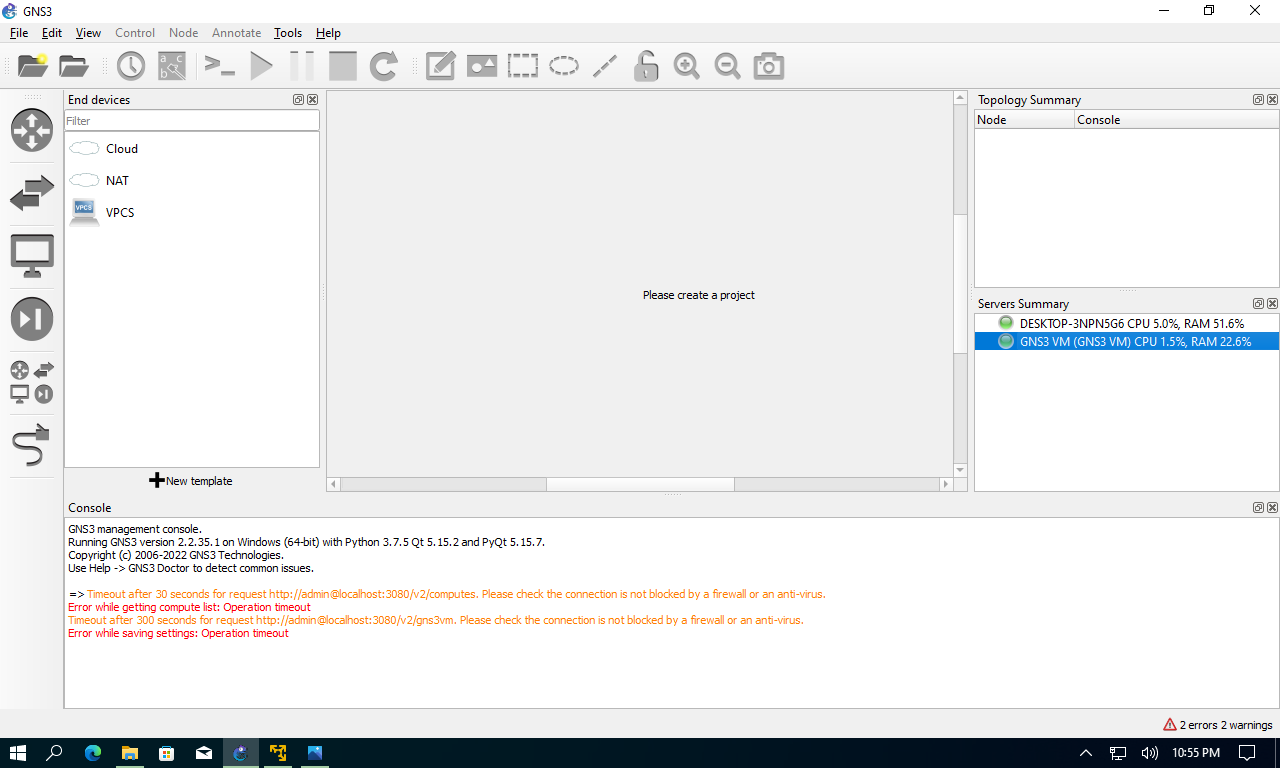 GNS3
File Edit View Control Node Annotate Tools Help
a c
b
End devices
Filter
Cloud
NAT
VPCS
VPCS
New template
Please create a project
Topology Summary
Node Console
Servers Summary
DESKTOP-3NPN5G6 CPU 5.0%, RAM 51.6%
GNS3 VM (GNS3 VM) CPU 1.5%, RAM 22.6%
Console
GNS3 management console.
Running GNS3 version 2.2.35.1 on Windows (64-bit) with Python 3.7.5 Qt 5.15.2 and PyQt 5.15.7.
Copyright (c) 2006-2022 GNS3 Technologies.
Use Help -> GNS3 Doctor to detect common issues.
=> Timeout after 30 seconds for request http://admin@localhost:3080/v2/computes. Please check the connection is not blocked by a firewall or an anti-virus.
Error while getting compute list: Operation timeout
Timeout after 300 seconds for request http://admin@localhost:3080/v2/gns3vm. Please check the connection is not blocked by a firewall or an anti-virus.
Error while saving settings: Operation timeout
2 errors 2 warnings
10:55 PM